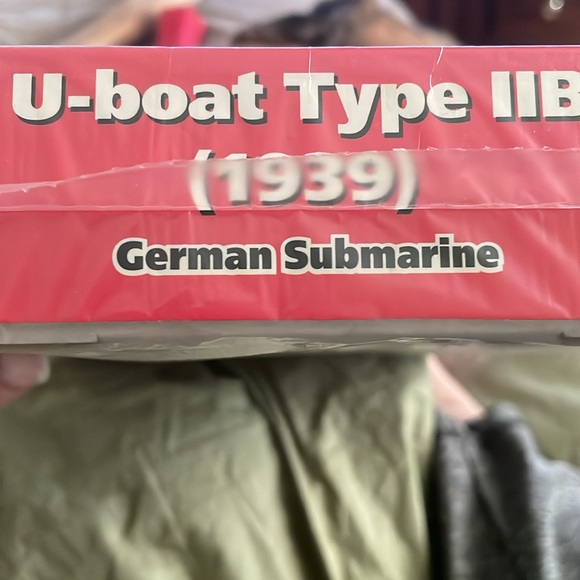 U-boat Type IIB
(1939)
German Submarine